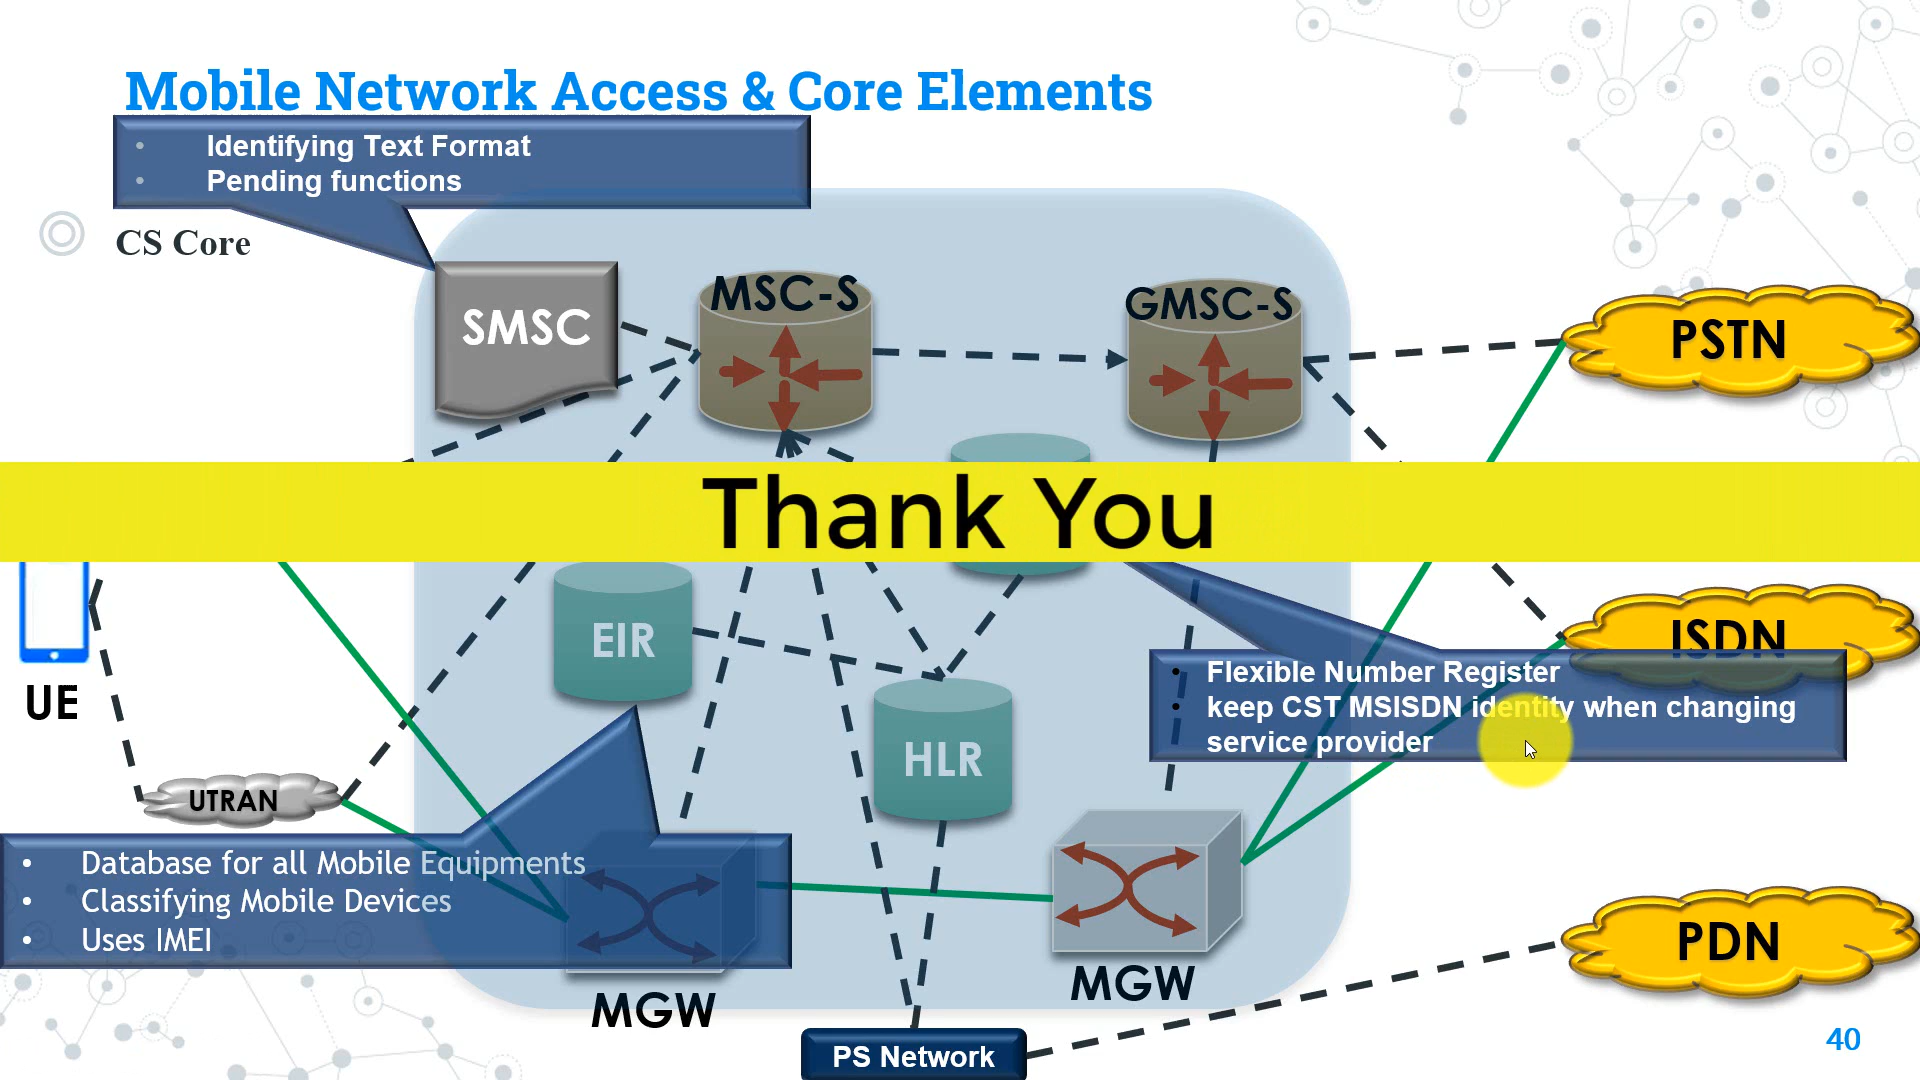 Mobile Network Access & Core Elements
• Identifying Text Format
• Pending functions
CS Core
SMSC
MSC-S
GMSC-S
PSTN
Thank You
EIR
ISDN
UE
• Flexible Number Register
• keep CST MSISDN identity when changing
service provider
HLR
UTRAN
• Database for all Mobile Equipments
• Classifying Mobile Devices
• Uses IMEI
PDN
MGW
MGW
PS Network
40